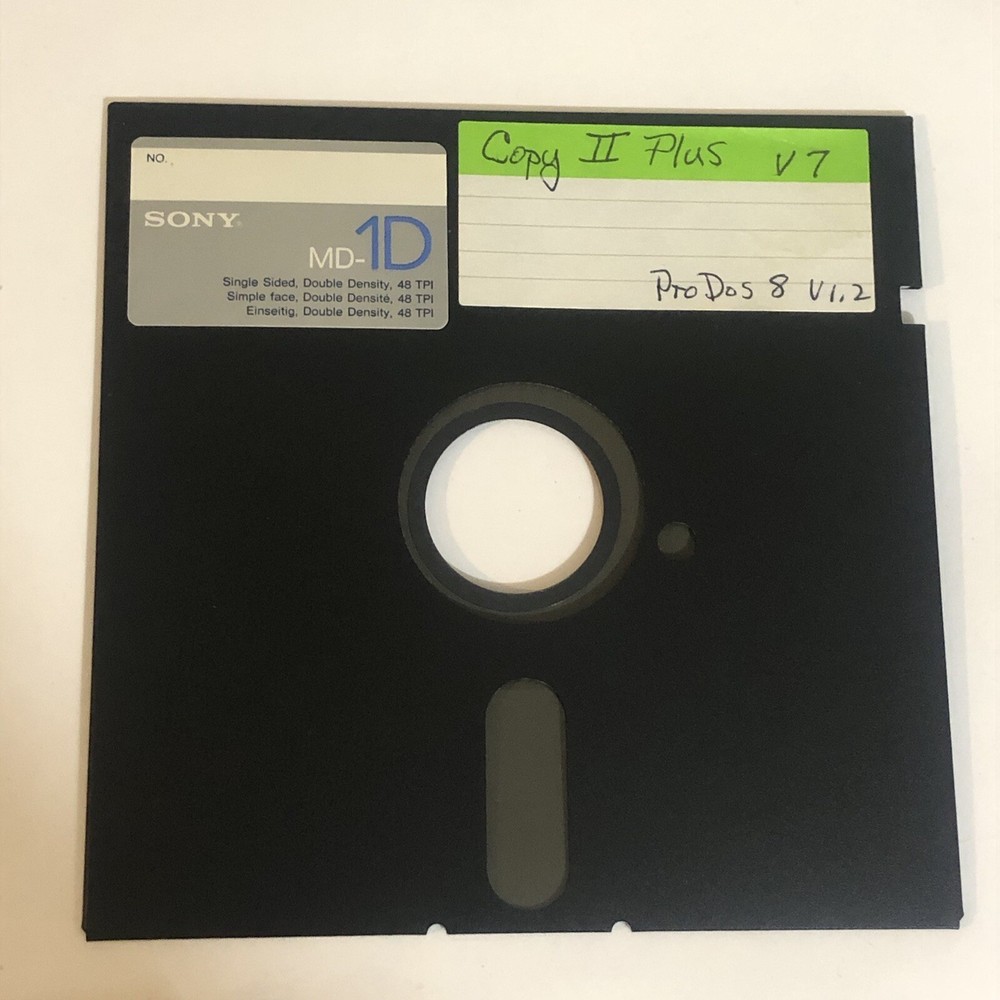 NO.
SONY®
MD-1D
Single Sided, Double Density, 48 TPI
Simple face, Double Densité, 48 TPI
Einseitig, Double Density, 48 TPI
Copy II Plus v7
ProDos 8 v1.2